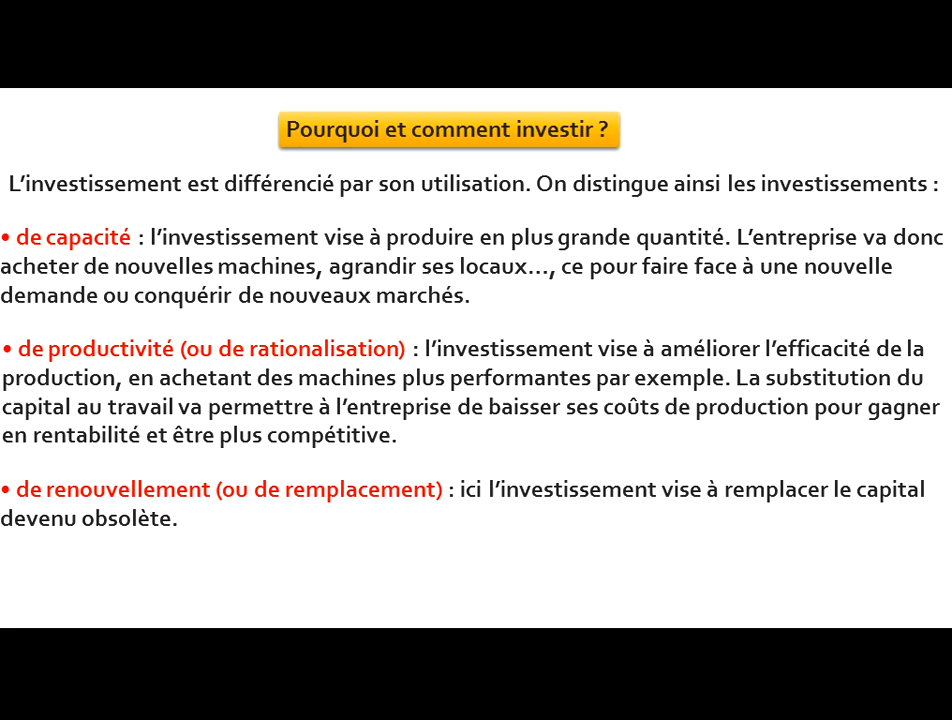 Pourquoi et comment investir ?
L’investissement est différencié par son utilisation. On distingue ainsi les investissements :
• de capacité : l’investissement vise à produire en plus grande quantité. L’entreprise va donc
acheter de nouvelles machines, agrandir ses locaux…, ce pour faire face à une nouvelle
demande ou conquérir de nouveaux marchés.
• de productivité (ou de rationalisation) : l’investissement vise à améliorer l’efficacité de la
production, en achetant des machines plus performantes par exemple. La substitution du
capital au travail va permettre à l’entreprise de baisser ses coûts de production pour gagner
en rentabilité et être plus compétitive.
• de renouvellement (ou de remplacement) : ici l’investissement vise à remplacer le capital
devenu obsolète.